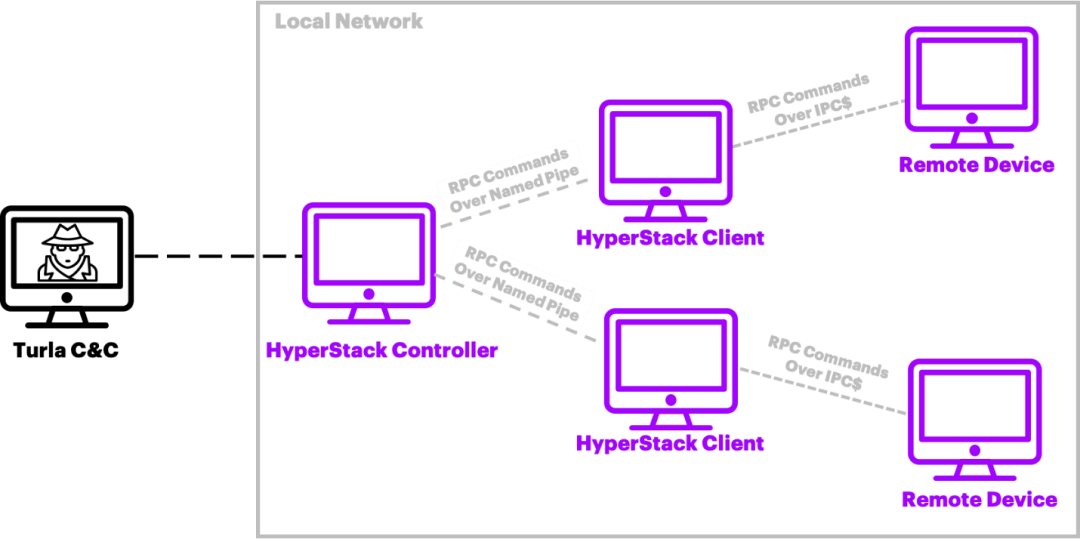 Local Network
RPC Commands
Over IPC$
Remote Device
RPC Commands
Over Named Pipe
HyperStack Client
Turla C&C
HyperStack Controller
RPC Commands
Over Named Pipe
HyperStack Client
RPC Commands
Over IPC$
Remote Device